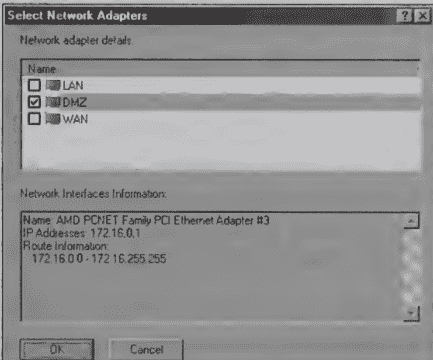 Select Network Adapters
Network adapter details:
Name
LAN
DMZ
WAN
Network Interfaces Information:
Name: AMD PCNET Family PCI Ethernet Adapter #3
IP Addresses: 172.16.0.1
Route Information:
172.16.0.0 - 172.16.255.255
OK
Cancel